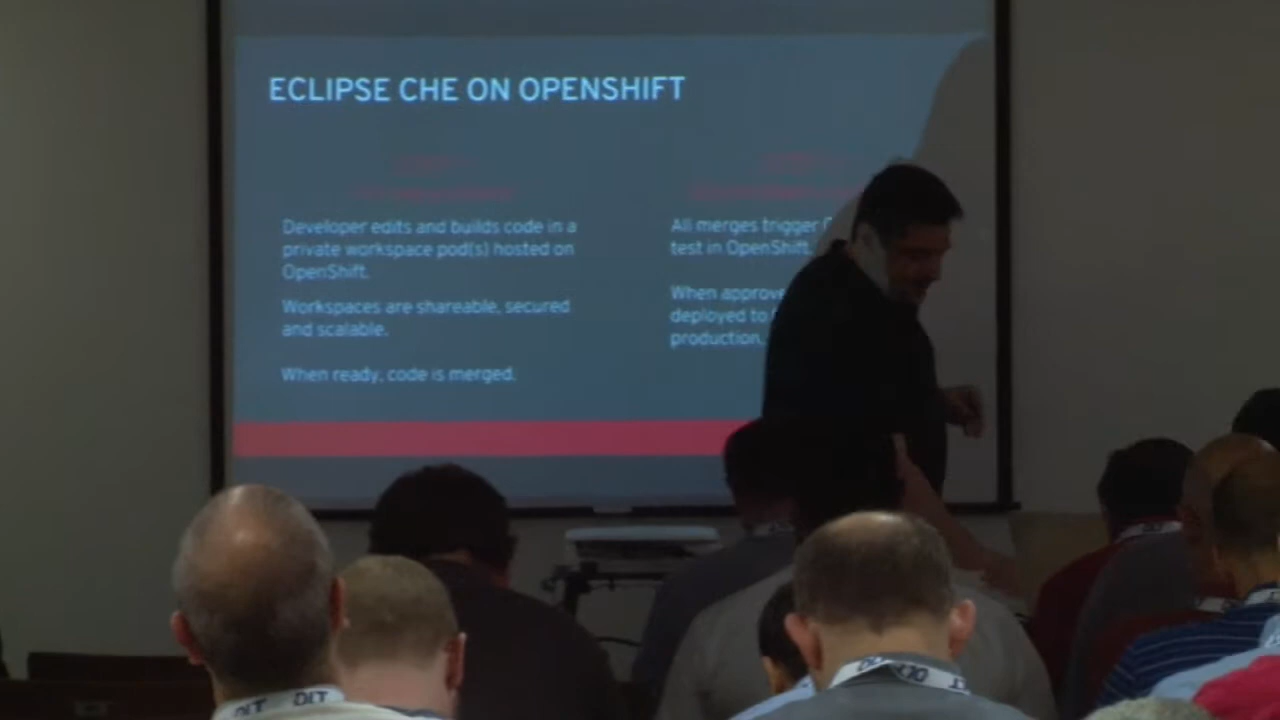 ECLIPSE CHE ON OPENSHIFT
Developer edits and builds code in a
private workspace pod(s) hosted on
OpenShift.
Workspaces are shareable, secured
and scalable.
When ready, code is merged.
All merges trigger
test in OpenShift.
When approve
deployed to
production.